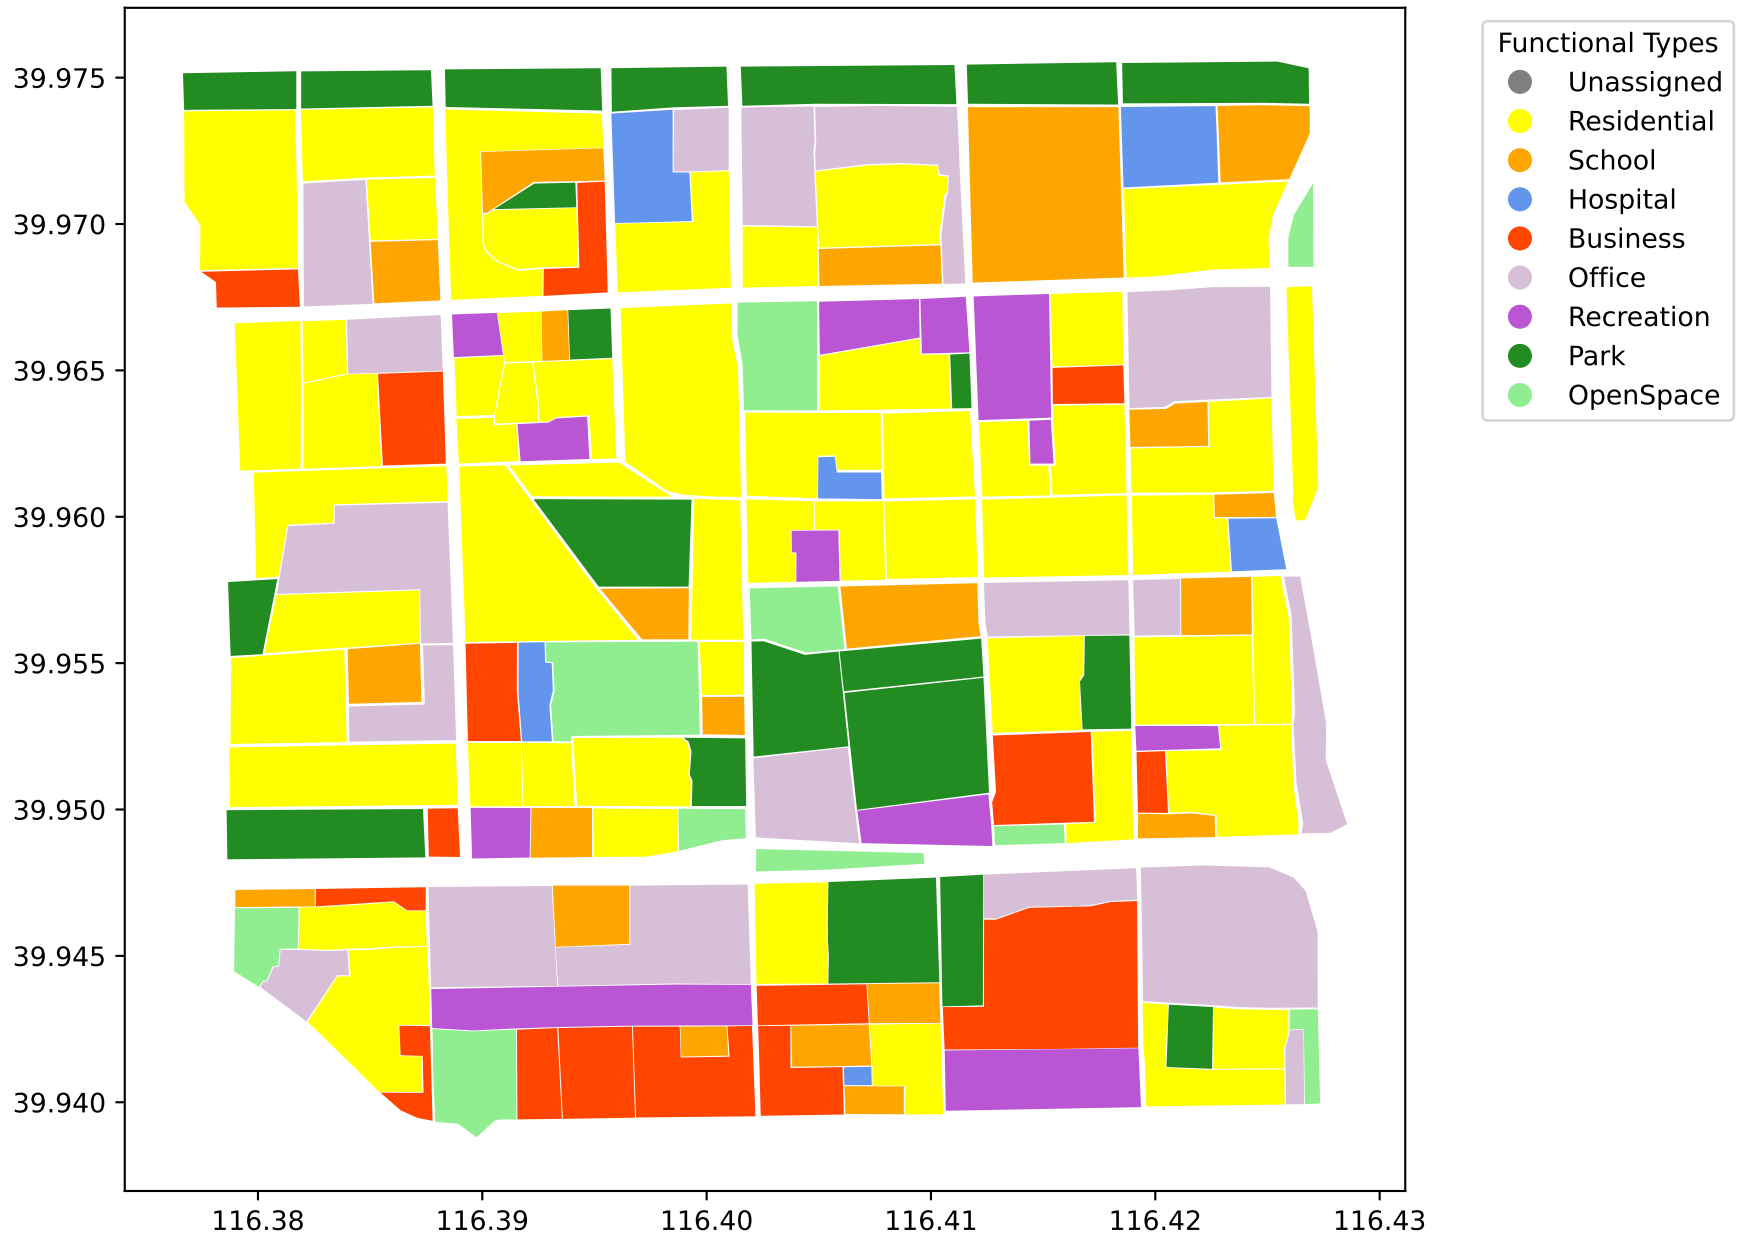 Functional Types
Unassigned
Residential
School
Hospital
Business
Office
Recreation
Park
OpenSpace
39.975
39.970
39.965
39.960
39.955
39.950
39.945
39.940
116.38 116.39 116.40 116.41 116.42 116.43